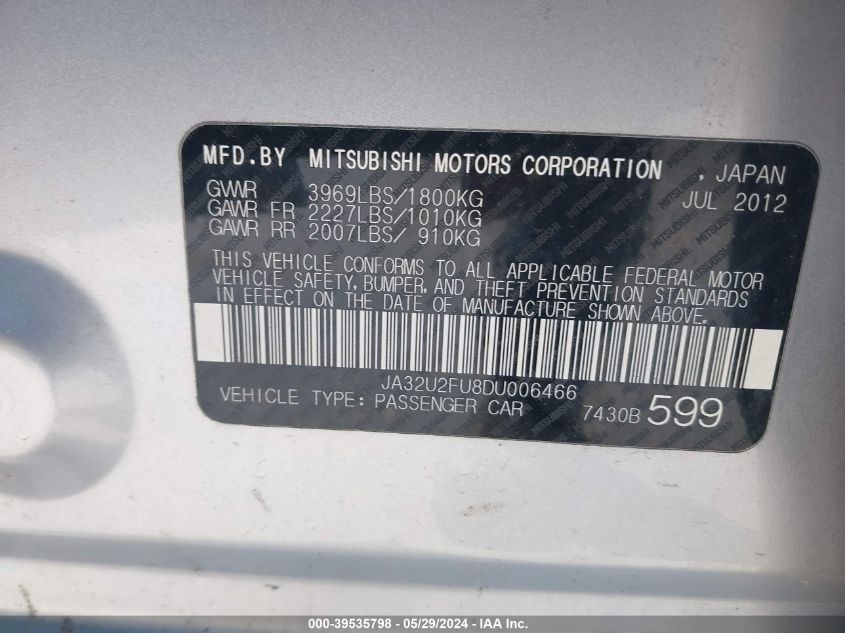 MFD.BY MITSUBISHI MOTORS CORPORATION , JAPAN
GVWR 3969LBS/1800KG JUL 2012
GAWR FR 2227LBS/1010KG
GAWR RR 2007LBS/ 910KG
THIS VEHICLE CONFORMS TO ALL APPLICABLE FEDERAL MOTOR
VEHICLE SAFETY, BUMPER, AND THEFT PREVENTION STANDARDS
IN EFFECT ON THE DATE OF MANUFACTURE SHOWN ABOVE.
JA32U2FU8DU006466
VEHICLE TYPE: PASSENGER CAR 7430B 599
000-39535798 - 05/29/2024 - IAA Inc.